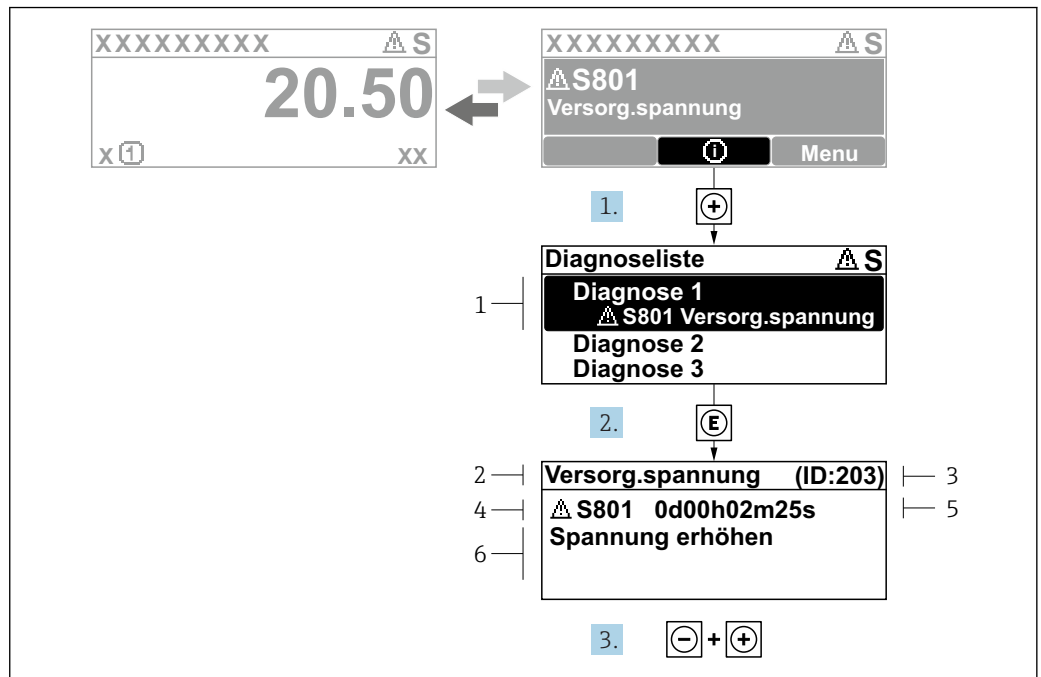 XXXXXXXXX ⚠ S
20.50
X ① XX
XXXXXXXXX ⚠ S
⚠ S801
Versorg.spannung
ⓘ Menu
1. +
Diagnoseliste ⚠ S
1
Diagnose 1
⚠ S801 Versorg.spannung
Diagnose 2
Diagnose 3
2. E
2 Versorg.spannung (ID:203) 3
4 ⚠ S801 0d00h02m25s 5
6 Spannung erhöhen
3. − + +